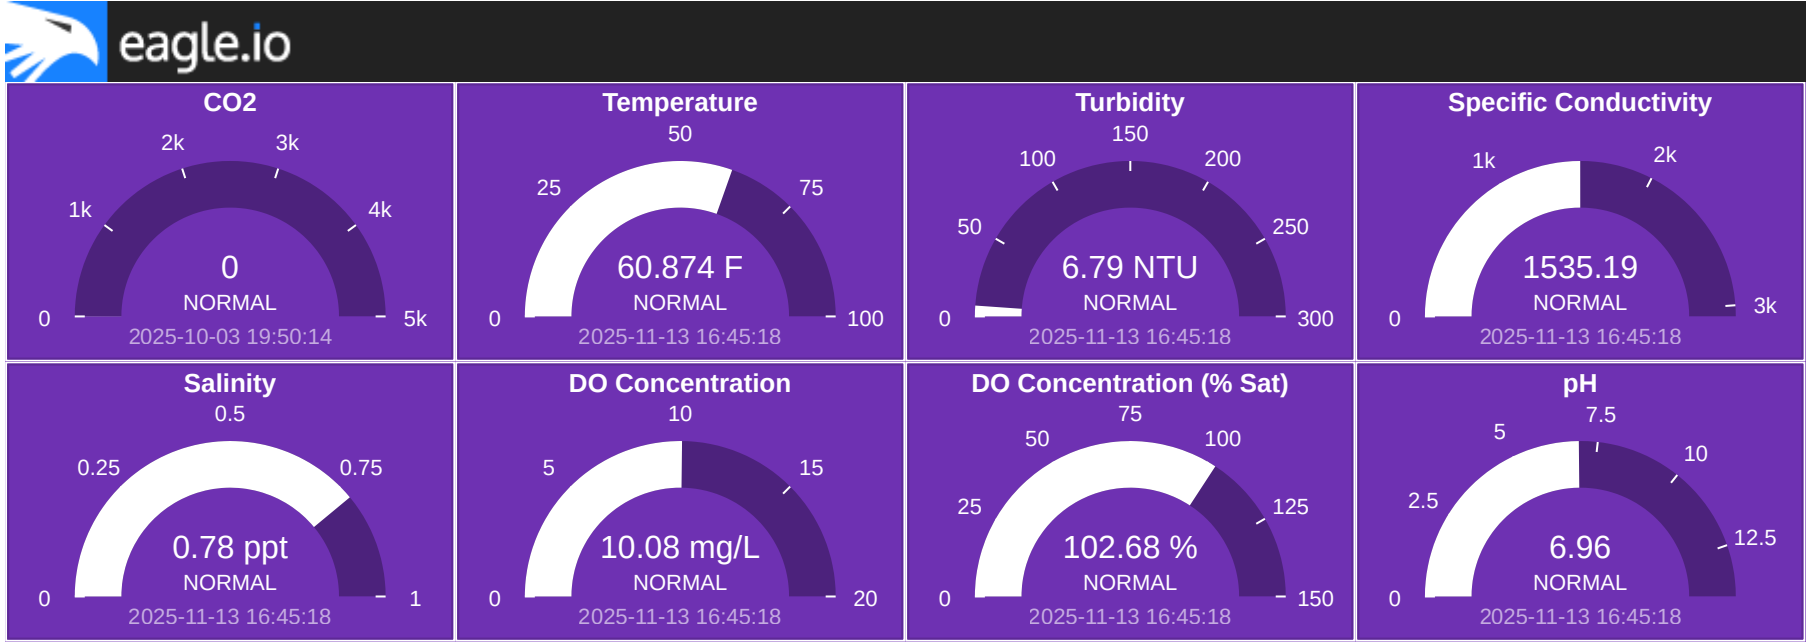 eagle.io
CO2
0
1k
2k
3k
4k
5k
0
NORMAL
2025-10-03 19:50:14
Temperature
0
25
50
75
100
60.874 F
NORMAL
2025-11-13 16:45:18
Turbidity
0
50
100
150
200
250
300
6.79 NTU
NORMAL
2025-11-13 16:45:18
Specific Conductivity
0
1k
2k
3k
1535.19
NORMAL
2025-11-13 16:45:18
Salinity
0
0.25
0.5
0.75
1
0.78 ppt
NORMAL
2025-11-13 16:45:18
DO Concentration
0
5
10
15
20
10.08 mg/L
NORMAL
2025-11-13 16:45:18
DO Concentration (% Sat)
0
25
50
75
100
125
150
102.68 %
NORMAL
2025-11-13 16:45:18
pH
0
2.5
5
7.5
10
12.5
6.96
NORMAL
2025-11-13 16:45:18